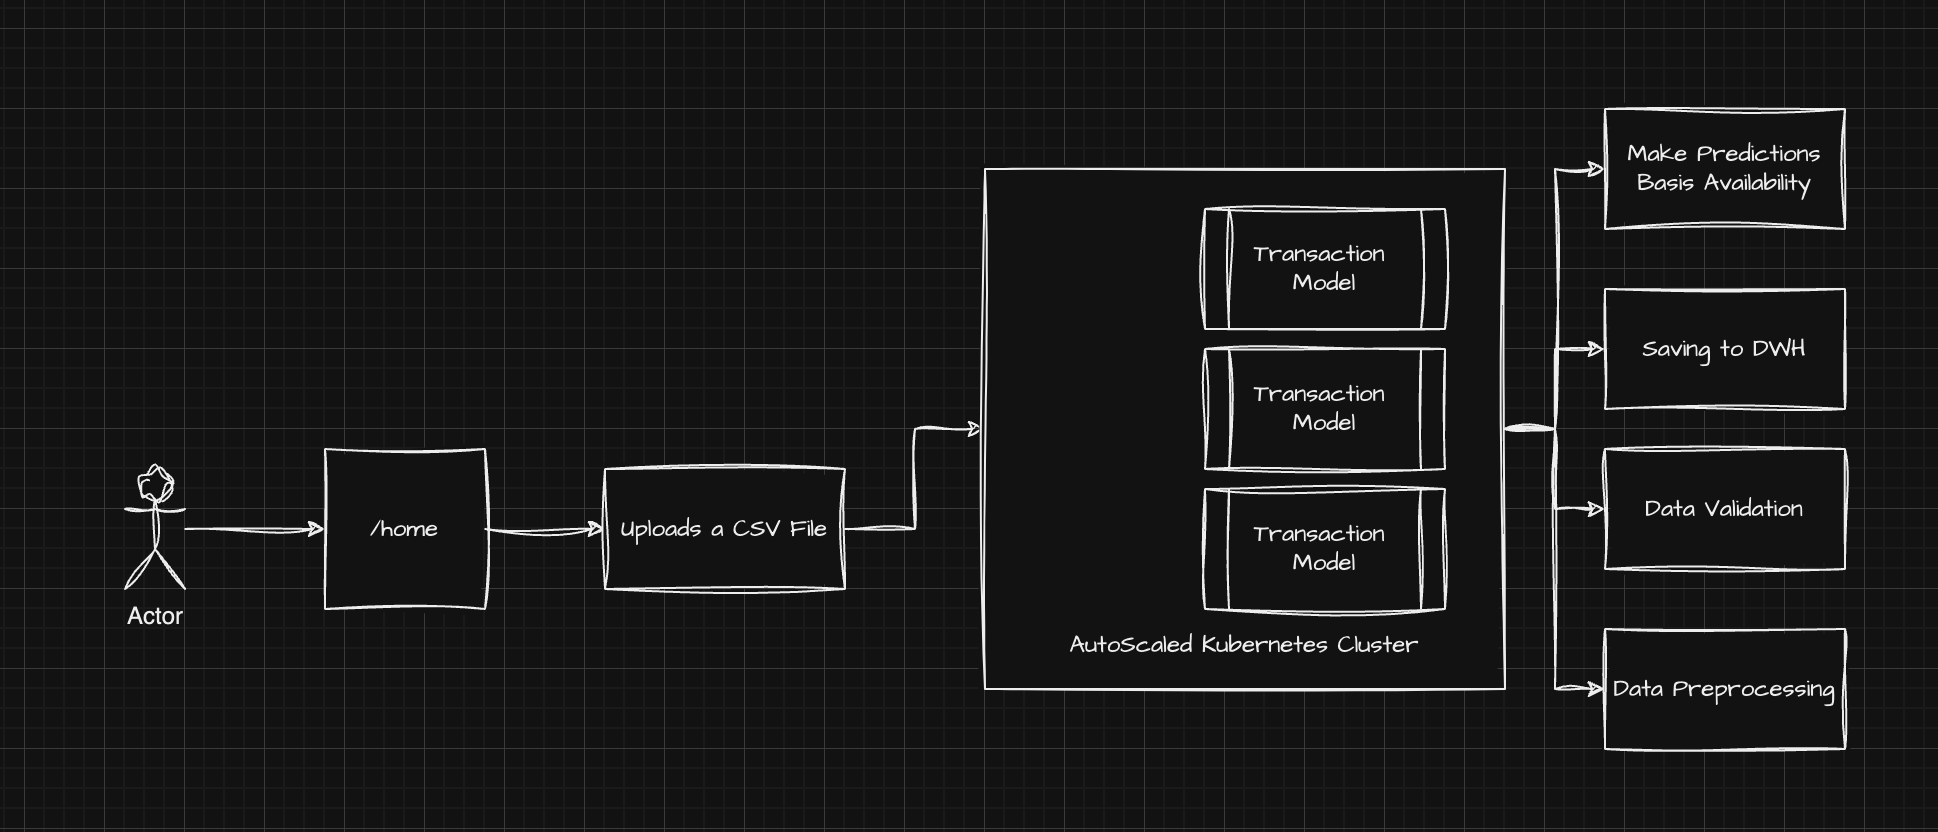 Actor
/home
Uploads a CSV File
Transaction
Model
Transaction
Model
Transaction
Model
AutoScaled Kubernetes Cluster
Make Predictions
Basis Availability
Saving to DWH
Data Validation
Data Preprocessing